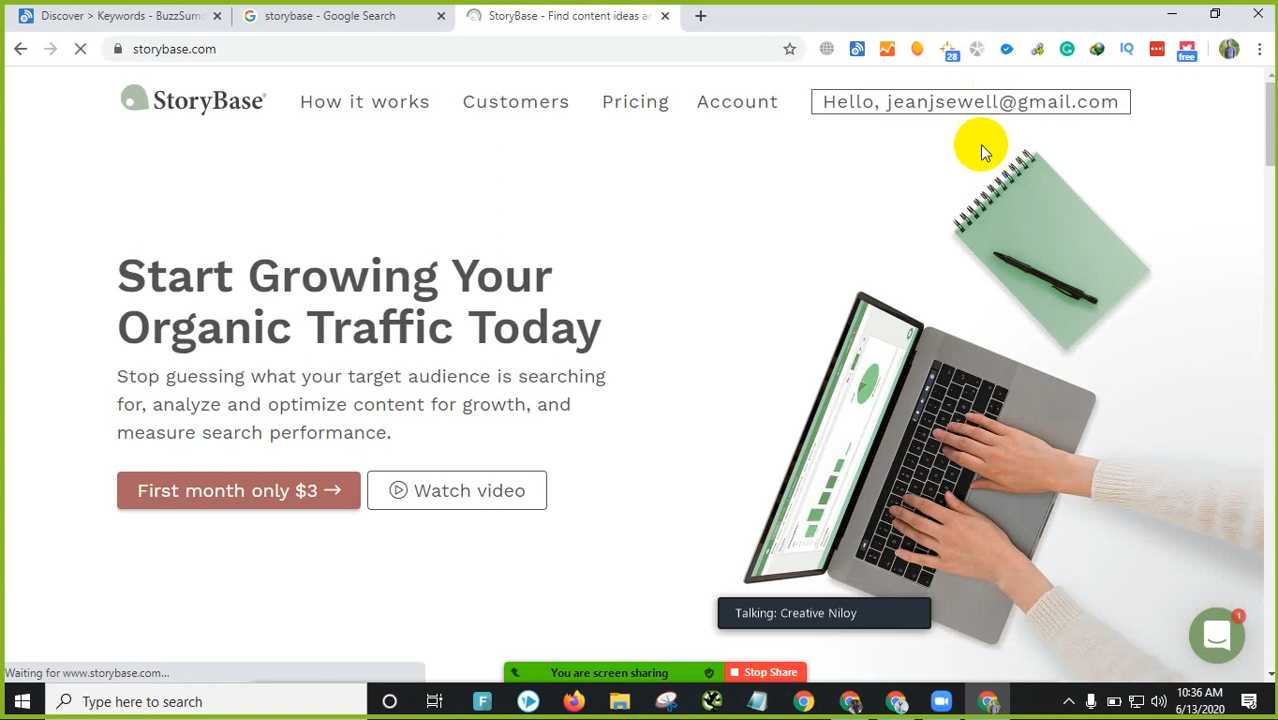 Discover > Keywords - BuzzSum
storybase - Google Search
StoryBase - Find content ideas a
storybase.com
28
free
StoryBase®
How it works
Customers
Pricing
Account
Hello, jeanjsewell@gmail.com
Start Growing Your
Organic Traffic Today
Stop guessing what your target audience is searching
for, analyze and optimize content for growth, and
measure search performance.
First month only $3 →
Watch video
Talking: Creative Niloy
1
Waiting for www.storybase.com...
You are screen sharing
Stop Share
Type here to search
10:36 AM
6/13/2020